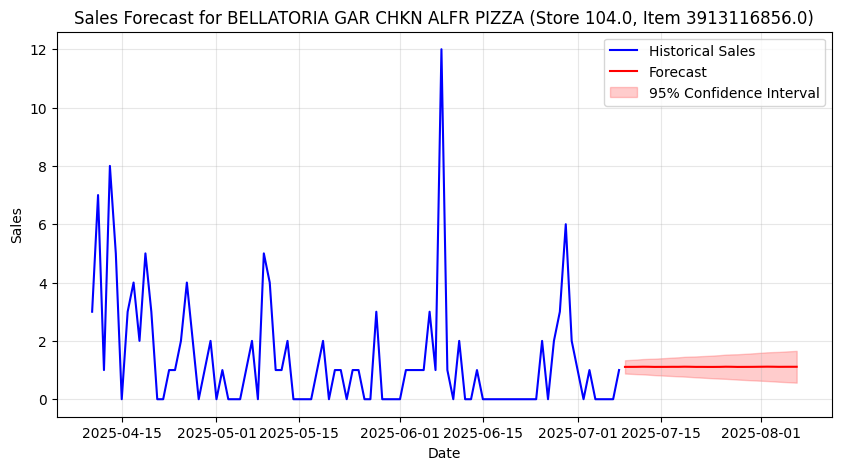 Sales Forecast for BELLATORIA GAR CHKN ALFR PIZZA (Store 104.0, Item 3913116856.0)
Historical Sales
Forecast
95% Confidence Interval
12
10
8
6
4
2
0
Sales
2025-04-15
2025-05-01
2025-05-15
2025-06-01
2025-06-15
2025-07-01
2025-07-15
2025-08-01
Date